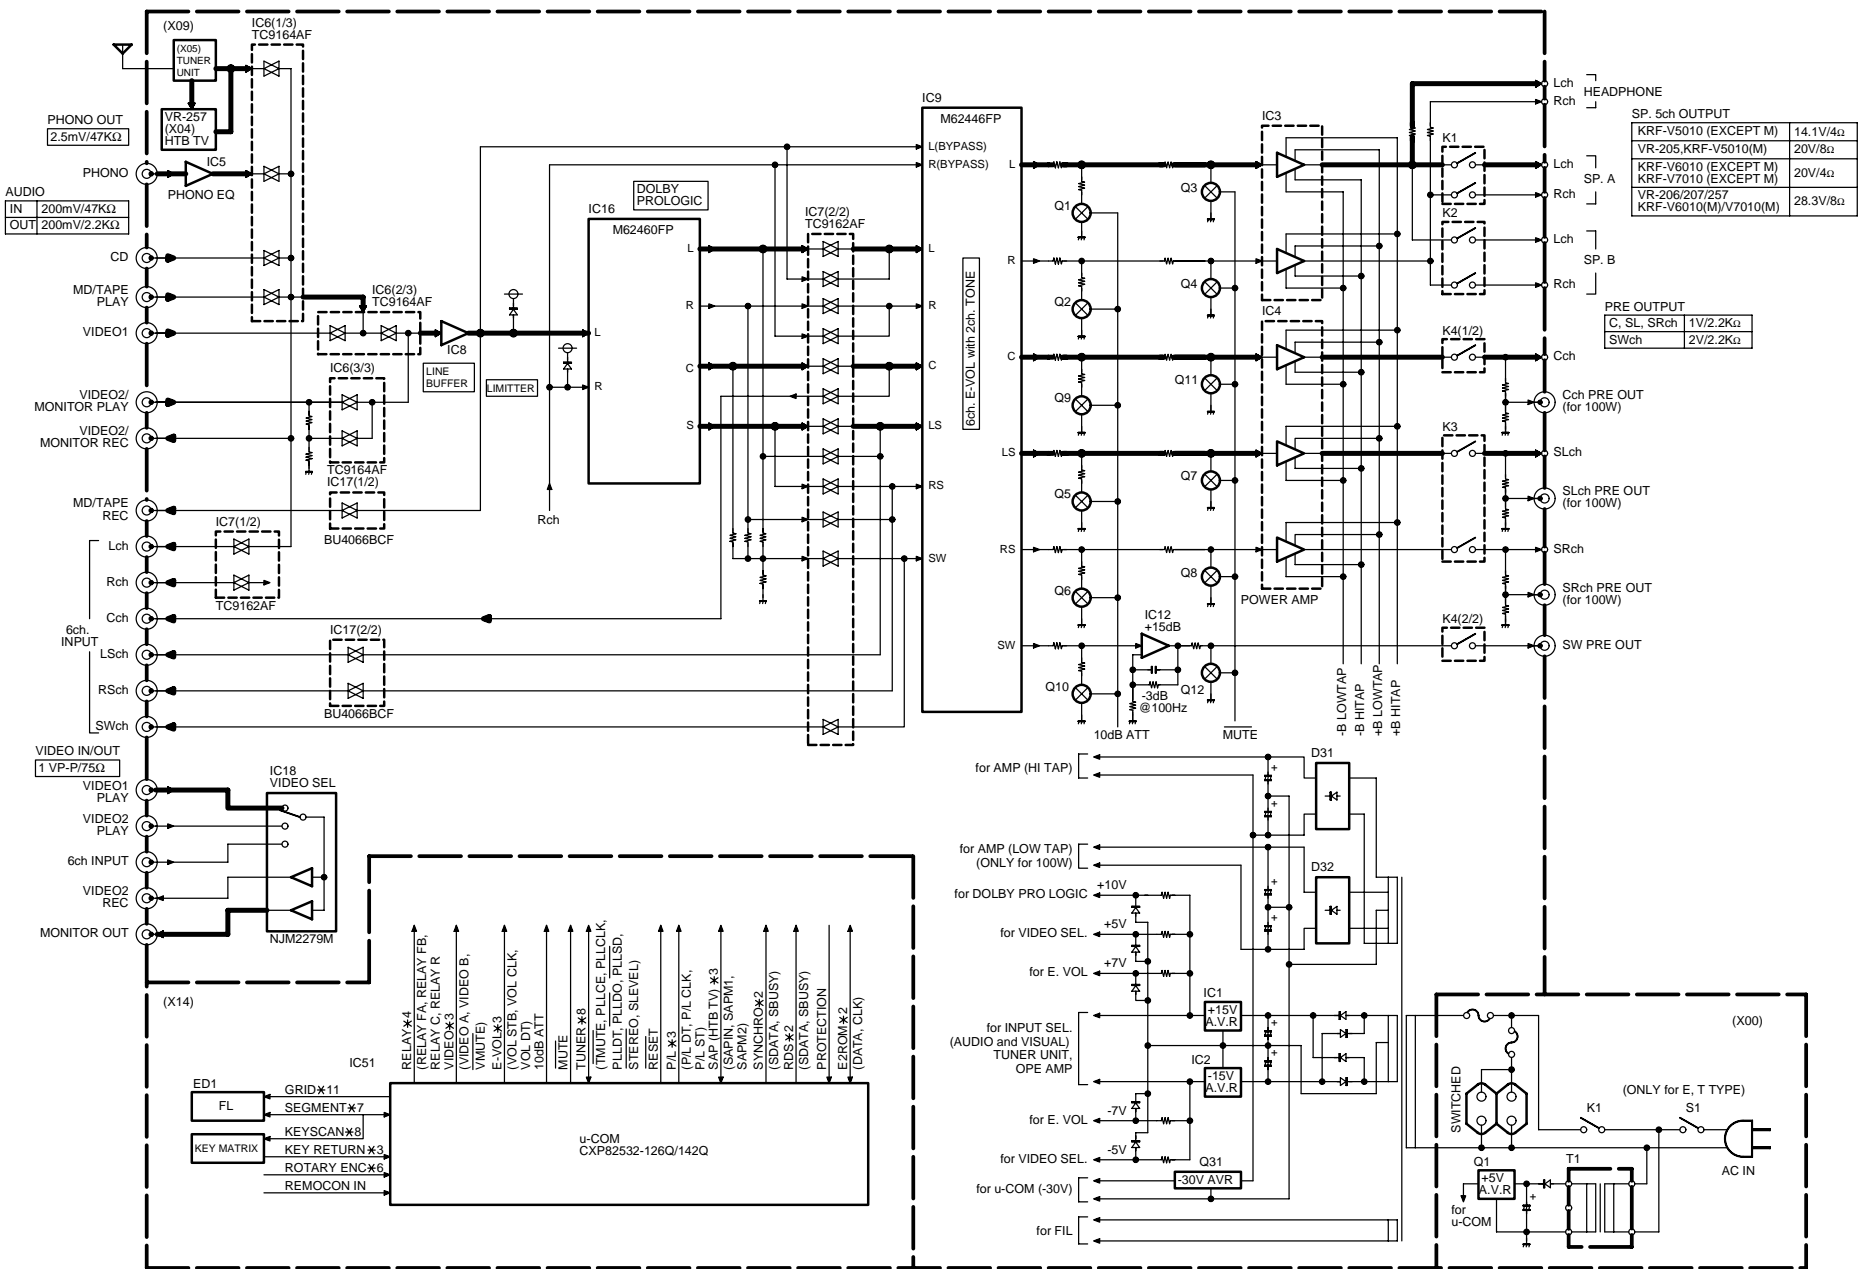 (X09)
IC6(1/3)
TC9164AF
(X05)
TUNER
UNIT
VR-257
(X04)
HTB TV
PHONO OUT
2.5mV/47KΩ
PHONO
IC5
PHONO EQ
AUDIO
IN 200mV/47KΩ
OUT 200mV/2.2KΩ
CD
MD/TAPE
PLAY
VIDEO1
IC6(2/3)
TC9164AF
IC8
LINE
BUFFER
LIMITTER
IC6(3/3)
VIDEO2/
MONITOR PLAY
VIDEO2/
MONITOR REC
TC9164AF
IC17(1/2)
MD/TAPE
REC
BU4066BCF
IC7(1/2)
Lch
Rch
TC9162AF
Cch
6ch.
INPUT
IC17(2/2)
LSch
RSch
BU4066BCF
SWch
Rch
DOLBY
PROLOGIC
IC16
M62460FP
L
R
L
R
C
S
IC7(2/2)
TC9162AF
IC9
M62446FP
L(BYPASS)
R(BYPASS)
L
R
C
LS
RS
SW
6ch. E-VOL with 2ch. TONE
L
R
C
LS
RS
SW
Q1
Q3
Q2
Q4
Q9
Q11
Q5
Q7
Q6
Q8
Q10
Q12
IC12
+15dB
-3dB
@100Hz
10dB ATT
MUTE
IC3
IC4
POWER AMP
-B LOWTAP
-B HITAP
+B LOWTAP
+B HITAP
K1
K2
K4(1/2)
K3
K4(2/2)
Lch
Rch
HEADPHONE
Lch
Rch
SP. A
Lch
Rch
SP. B
SP. 5ch OUTPUT
KRF-V5010 (EXCEPT M) 14.1V/4Ω
VR-205,KRF-V5010(M) 20V/8Ω
KRF-V6010 (EXCEPT M)
KRF-V7010 (EXCEPT M) 20V/4Ω
VR-206/207/257
KRF-V6010(M)/V7010(M) 28.3V/8Ω
PRE OUTPUT
C, SL, SRch 1V/2.2KΩ
SWch 2V/2.2KΩ
Cch
Cch PRE OUT
(for 100W)
SLch
SLch PRE OUT
(for 100W)
SRch
SRch PRE OUT
(for 100W)
SW PRE OUT
VIDEO IN/OUT
1 VP-P/75Ω
VIDEO1
PLAY
VIDEO2
PLAY
6ch INPUT
VIDEO2
REC
MONITOR OUT
IC18
VIDEO SEL
NJM2279M
(X14)
RELAY✱4
(RELAY FA, RELAY FB,
RELAY C, RELAY R
VIDEO✱3
(VIDEO A, VIDEO B,
VMUTE)
E-VOL✱3
(VOL STB, VOL CLK,
VOL DT)
10dB ATT
MUTE
TUNER✱8
(TMUTE, PLLCE, PLLCLK,
PLLDT, PLLDO, PLLSD,
STEREO, SLEVEL)
RESET
P/L ✱3
(P/L DT, P/L CLK,
P/L ST)
SAP (HTB TV) ✱3
(SAPIN, SAPM1,
SAPM2)
SYNCHRO✱2
(SDATA, SBUSY)
RDS✱2
(SDATA, SBUSY)
PROTECTION
E2ROM✱2
(DATA, CLK)
IC51
u-COM
CXP82532-126Q/142Q
ED1
FL
KEY MATRIX
GRID✱11
SEGMENT✱7
KEYSCAN✱8
KEY RETURN✱3
ROTARY ENC✱6
REMOCON IN
for AMP (HI TAP)
D31
+
+
for AMP (LOW TAP)
(ONLY for 100W)
D32
+
+
for DOLBY PRO LOGIC
+10V
for VIDEO SEL.
+5V
for E. VOL
+7V
for INPUT SEL.
(AUDIO and VISUAL)
TUNER UNIT,
OPE AMP
IC1
+15V
A.V.R
IC2
-15V
A.V.R
+
+
for E. VOL
-7V
for VIDEO SEL.
-5V
Q31
-30V AVR
for u-COM (-30V)
for FIL
(X00)
SWITCHED
(ONLY for E, T TYPE)
K1
S1
AC IN
Q1
+5V
A.V.R
+
T1
for
u-COM